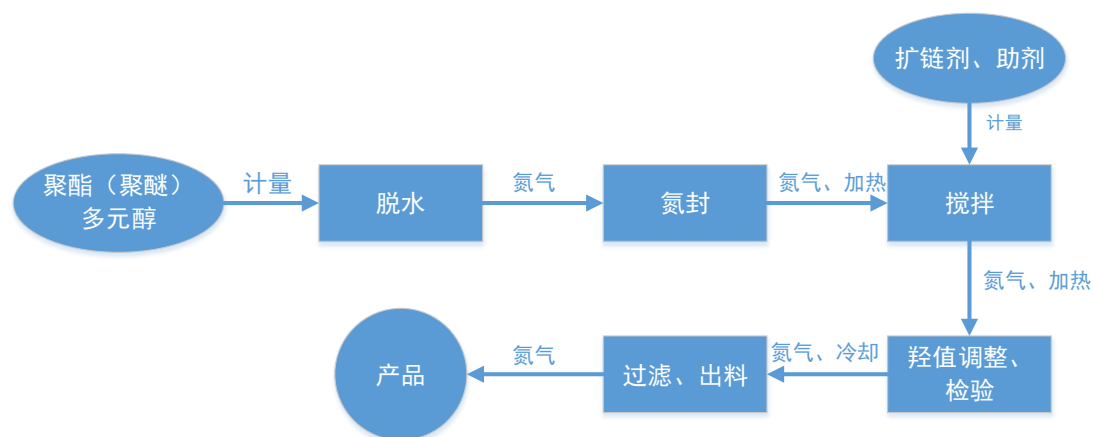 扩链剂、助剂
计量
聚酯（聚醚）
多元醇
计量
脱水
氮气
氮封
氮气、加热
搅拌
氮气、加热
产品
氮气
过滤、出料
氮气、冷却
羟值调整、
检验